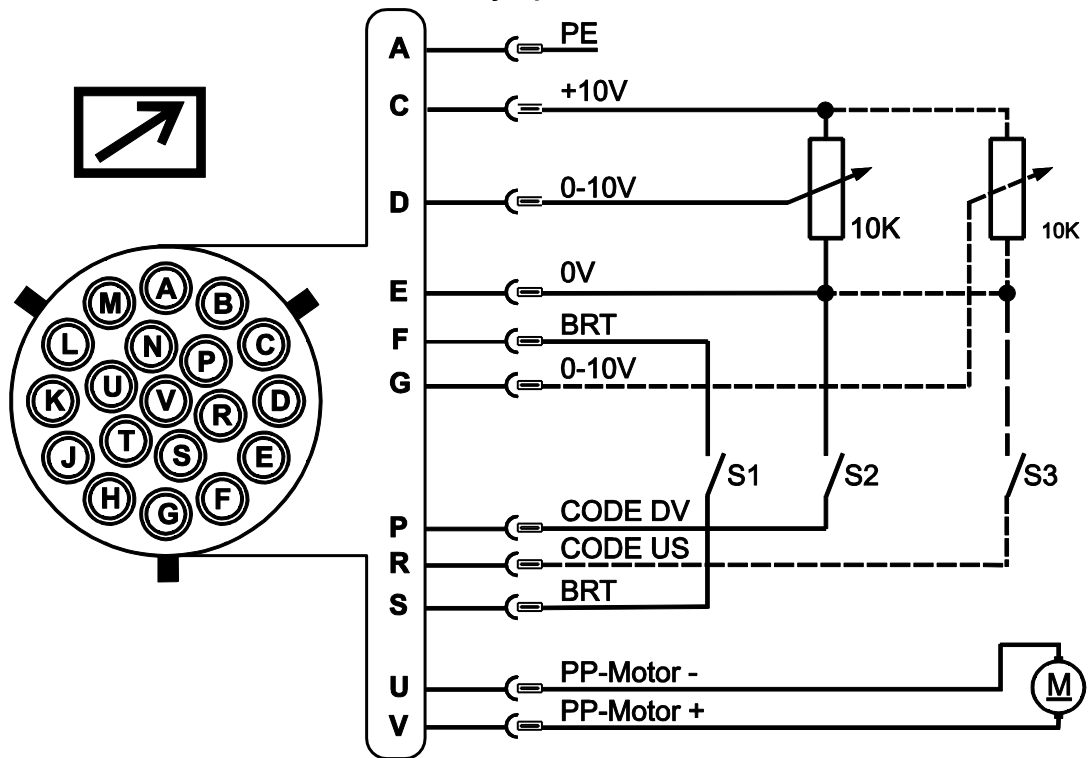 A PE
C +10V
D 0-10V
10K
10K
E 0V
F BRT
G 0-10V
S1
S2
S3
P CODE DV
R CODE US
S BRT
U PP-Motor -
V PP-Motor +
M
A
M
B
L
N
P
C
K
U
V
R
D
J
T
S
E
H
G
F